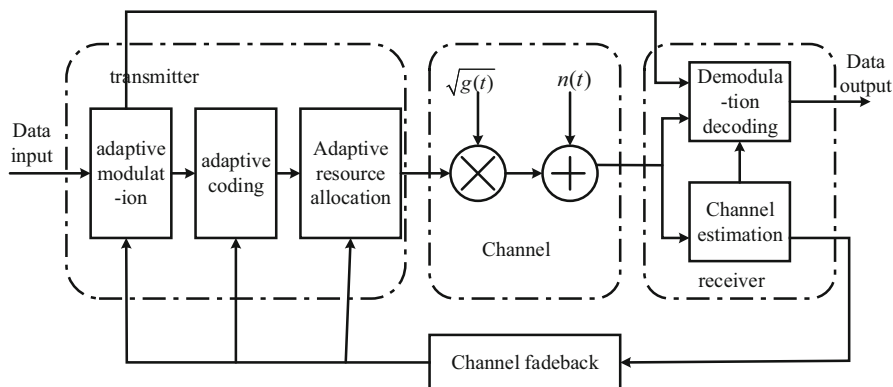 transmitter
Data
input
adaptive
modulat
-ion
adaptive
coding
Adaptive
resource
allocation
√g(t)
n(t)
Channel
Demodula
-tion
decoding
Data
output
Channel
estimation
receiver
Channel fadeback